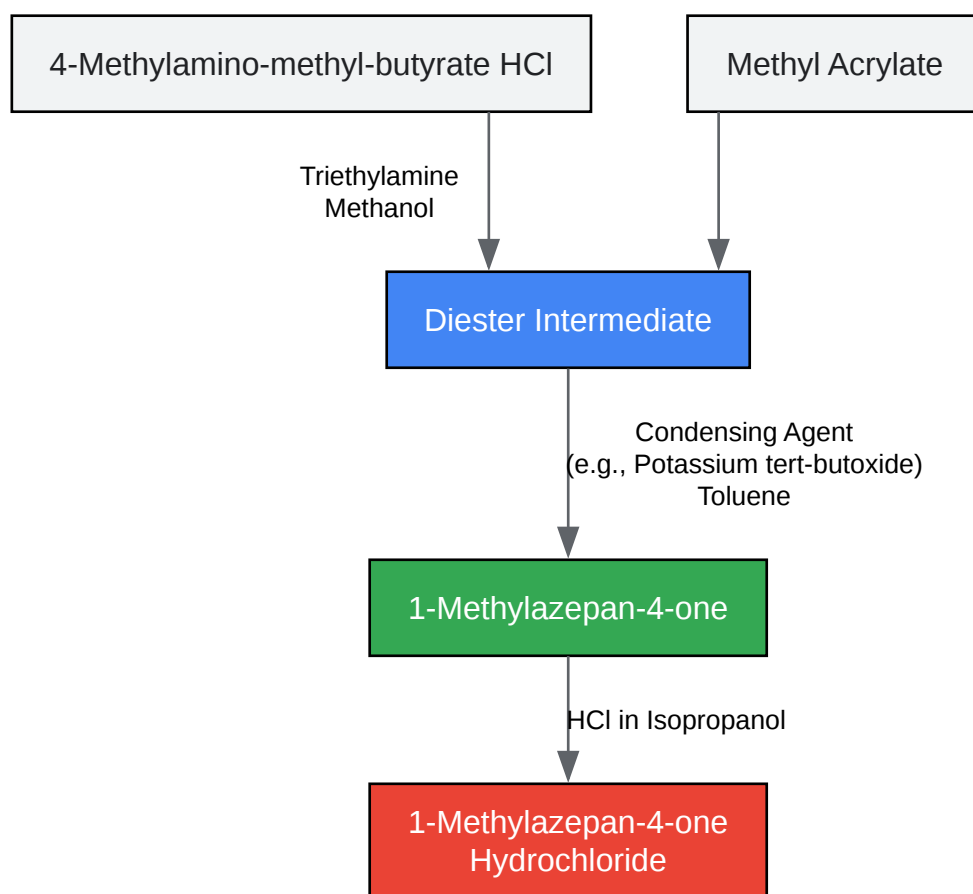 4-Methylamino-methyl-butyrate HCl
Methyl Acrylate
Triethylamine
Methanol
Diester Intermediate
Condensing Agent
(e.g., Potassium tert-butoxide)
Toluene
1-Methylazepan-4-one
HCl in Isopropanol
1-Methylazepan-4-one
Hydrochloride